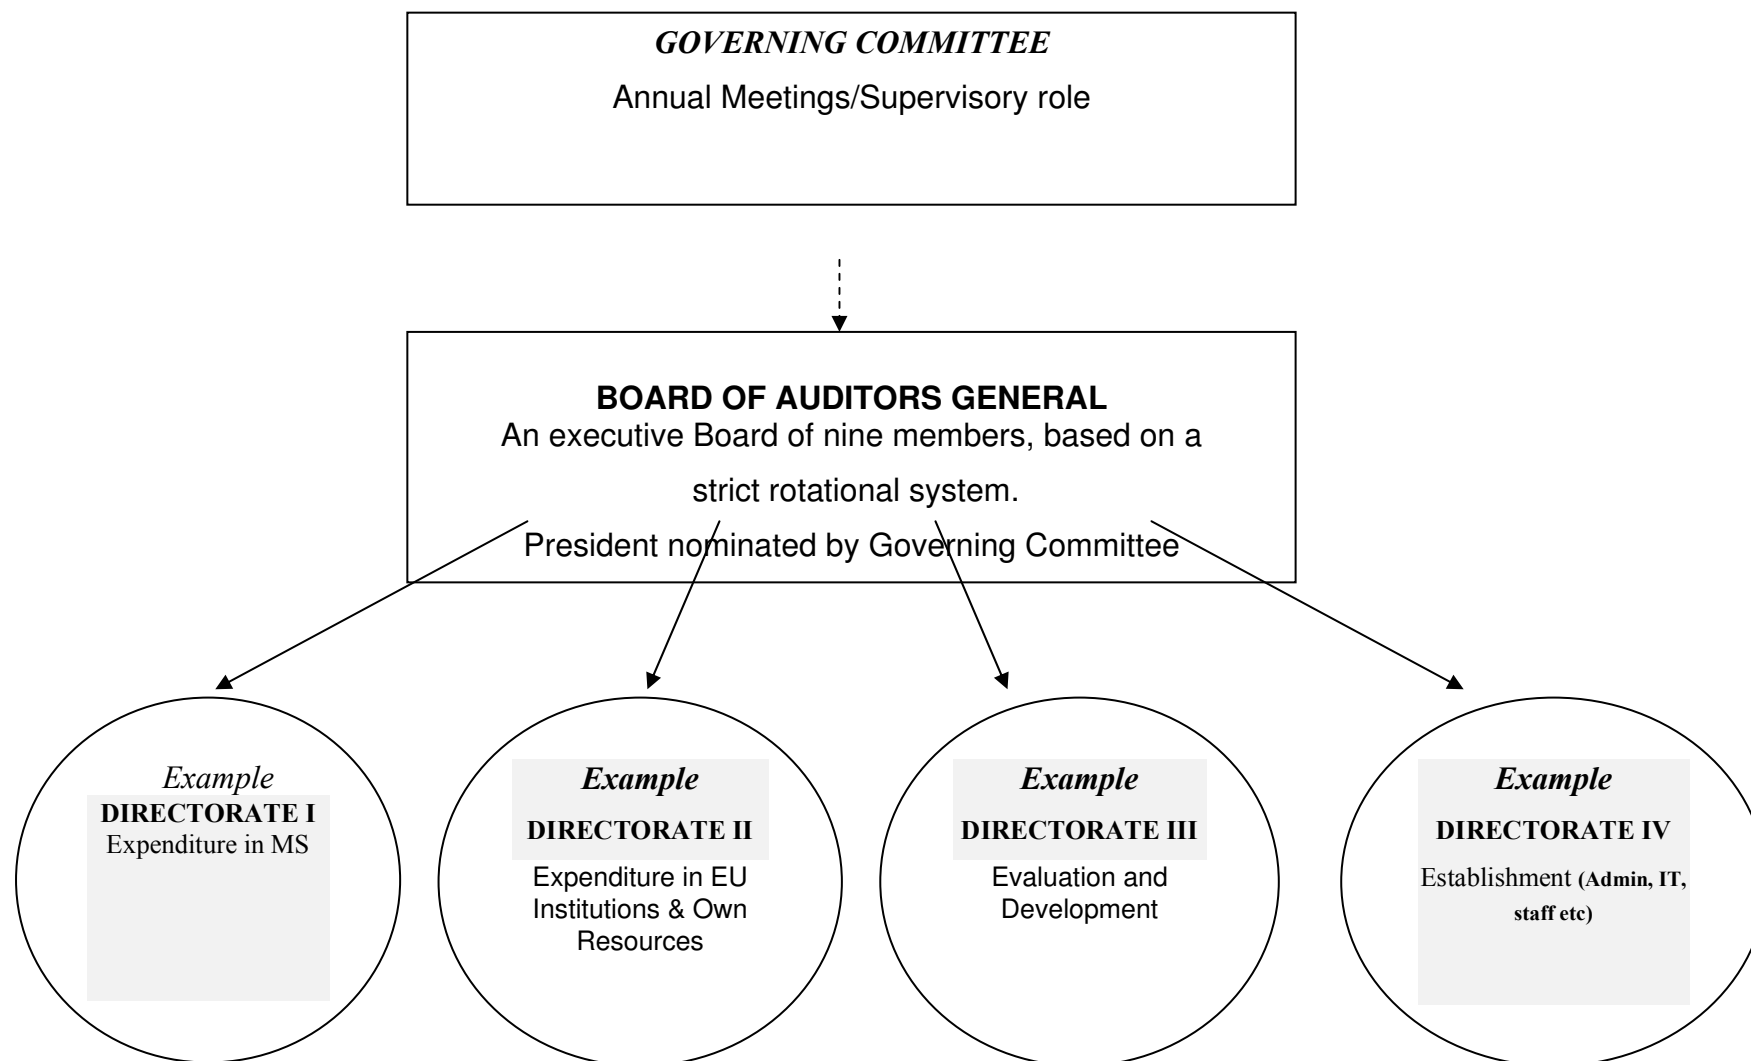 GOVERNING COMMITTEE
Annual Meetings/Supervisory role
BOARD OF AUDITORS GENERAL
An executive Board of nine members, based on a
strict rotational system.
President nominated by Governing Committee
Example
DIRECTORATE I
Expenditure in MS
Example
DIRECTORATE II
Expenditure in EU
Institutions & Own
Resources
Example
DIRECTORATE III
Evaluation and
Development
Example
DIRECTORATE IV
Establishment (Admin, IT,
staff etc)